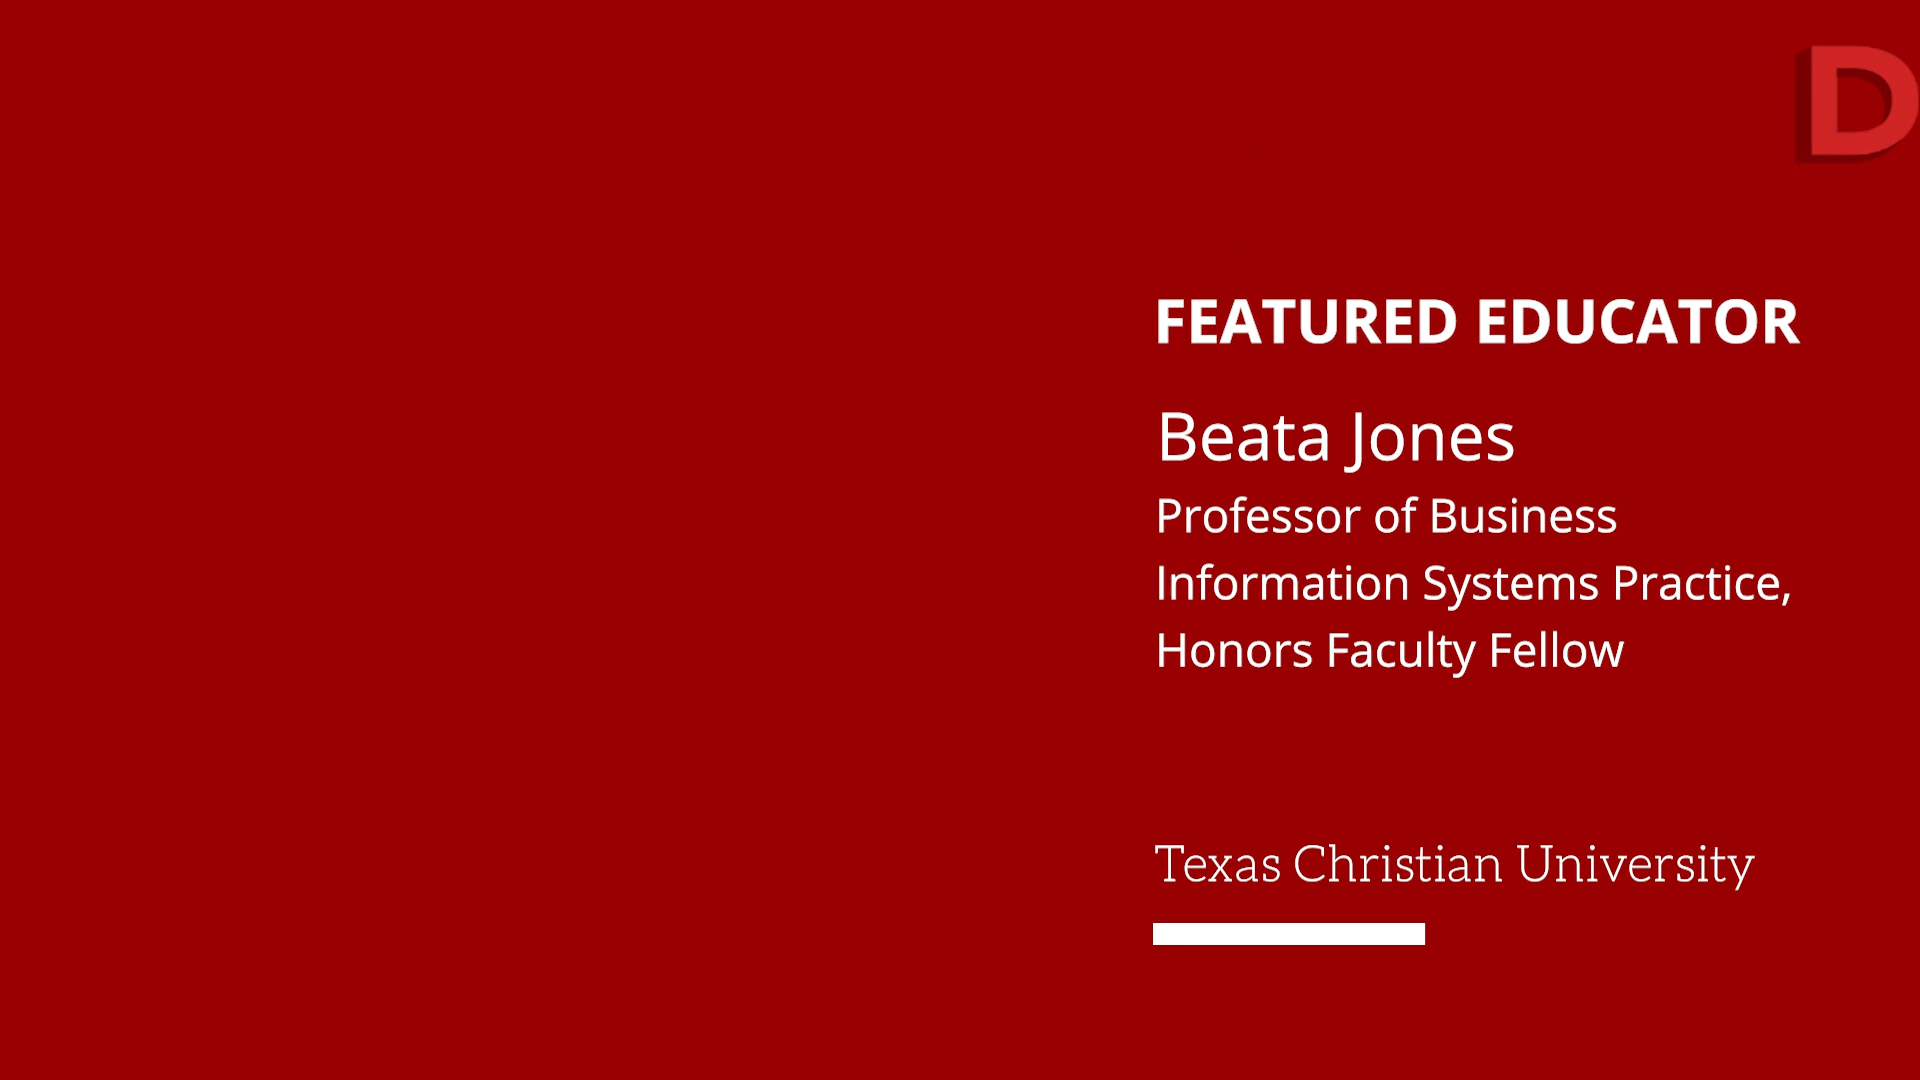 D
FEATURED EDUCATOR
Beata Jones
Professor of Business
Information Systems Practice,
Honors Faculty Fellow
Texas Christian University